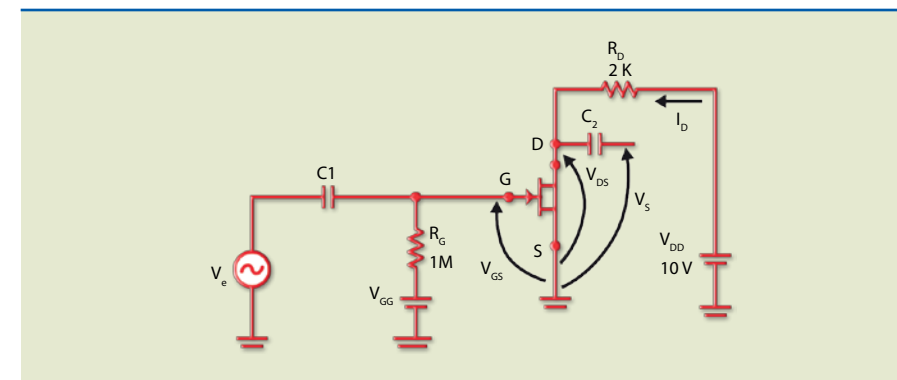 R_D
2 K
I_D
C_2
D
V_DS
V_S
C1
G
R_G
1M
S
V_GS
V_DD
10 V
V_e
V_GG